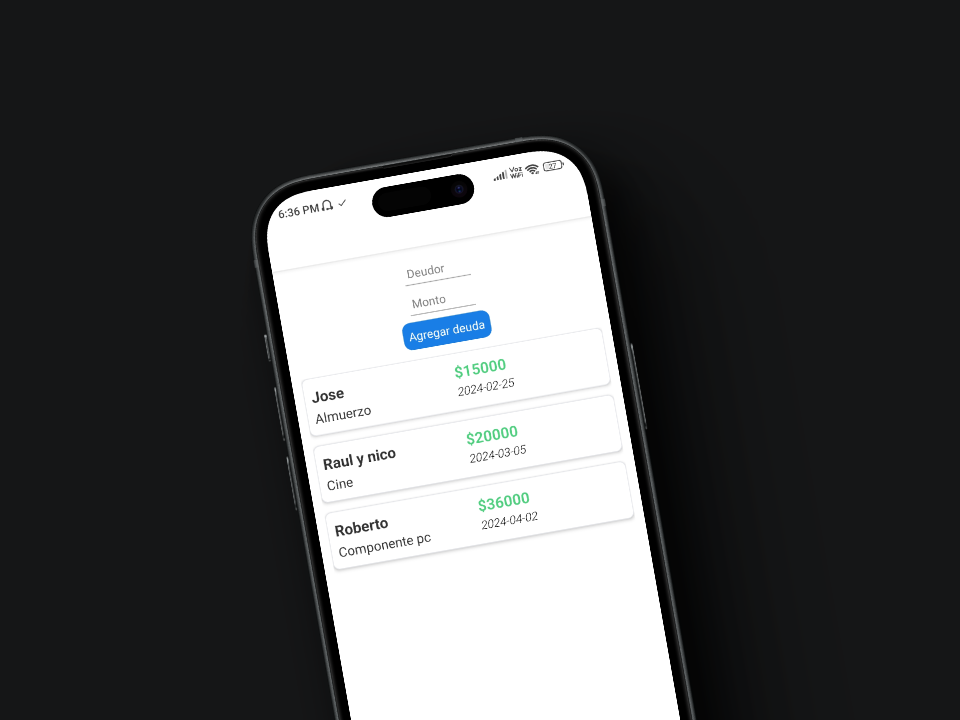 6:36 PM
Voz
WiFi
27
Deudor
Monto
Agregar deuda
Jose
$15000
Almuerzo
2024-02-25
Raul y nico
$20000
Cine
2024-03-05
Roberto
$36000
Componente pc
2024-04-02